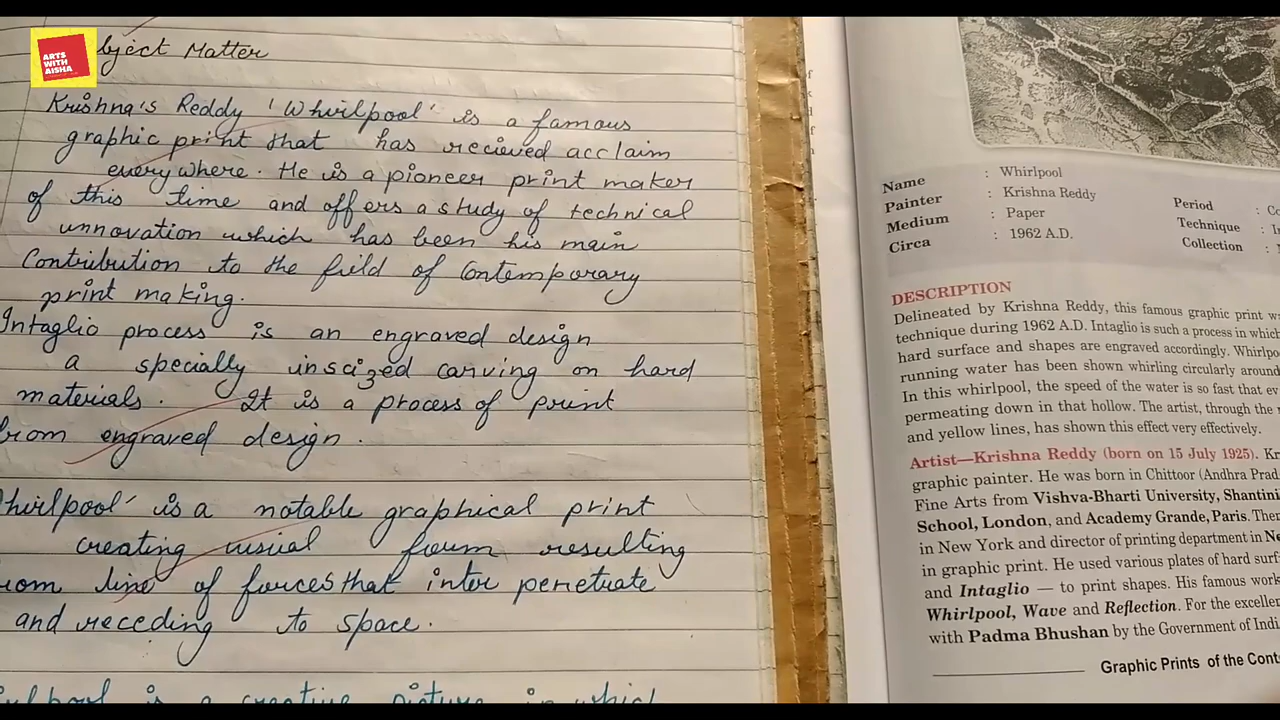 ARTS
WITH
AISHA
bject Matter
Krishna's Reddy 'Whirlpool' is a famous
graphic print that has recieved acclaim
everywhere. He is a pioneer print maker
of this time and offers a study of technical
unnovation which has been his main
Contribution to the field of Contemporary
print making.
Intaglio process is an engraved design
a specially inscized carving on hard
materials. It is a process of print
from engraved design.
hirlpool' is a notable graphical print
creating visual form resulting
rom line of forces that inter penetrate
and receding to space.
irlpool is a creative picture in which
Name : Whirlpool
Painter : Krishna Reddy
Medium : Paper
Circa : 1962 A.D.
Period : C
Technique : In
Collection :
DESCRIPTION
Delineated by Krishna Reddy, this famous graphic print w
technique during 1962 A.D. Intaglio is such a process in which
hard surface and shapes are engraved accordingly. Whirlpo
running water has been shown whirling circularly around
In this whirlpool, the speed of the water is so fast that ev
permeating down in that hollow. The artist, through the
and yellow lines, has shown this effect very effectively.
Artist—Krishna Reddy (born on 15 July 1925). Kr
graphic painter. He was born in Chittoor (Andhra Prad
Fine Arts from Vishva-Bharti University, Shantini
School, London, and Academy Grande, Paris. Ther
in New York and director of printing department in Ne
in graphic print. He used various plates of hard surf
and Intaglio — to print shapes. His famous work
Whirlpool, Wave and Reflection. For the excellen
with Padma Bhushan by the Government of Indi
Graphic Prints of the Cont